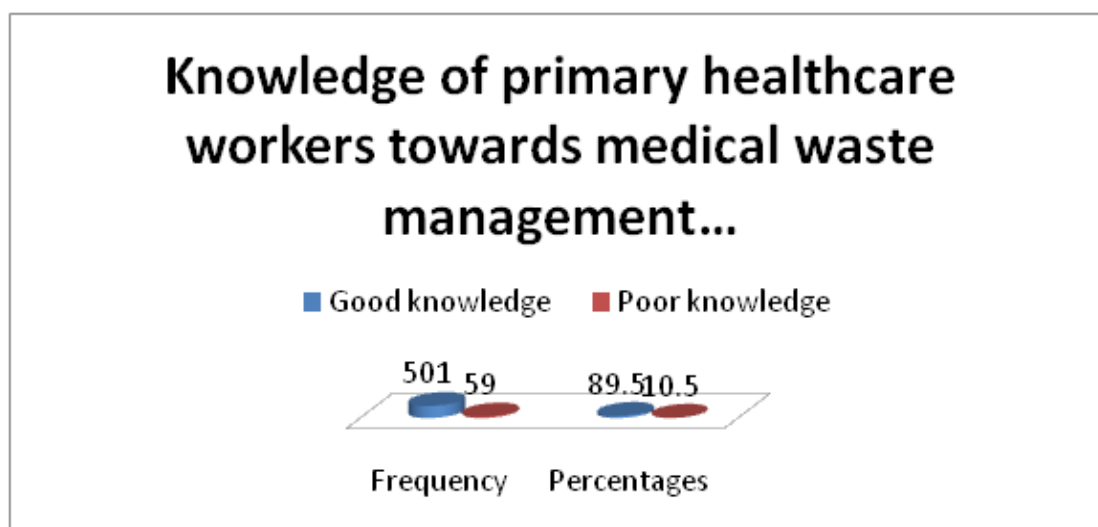 Knowledge of primary healthcare
workers towards medical waste
management…
Good knowledge Poor knowledge
501 59 89.5 10.5
Frequency Percentages